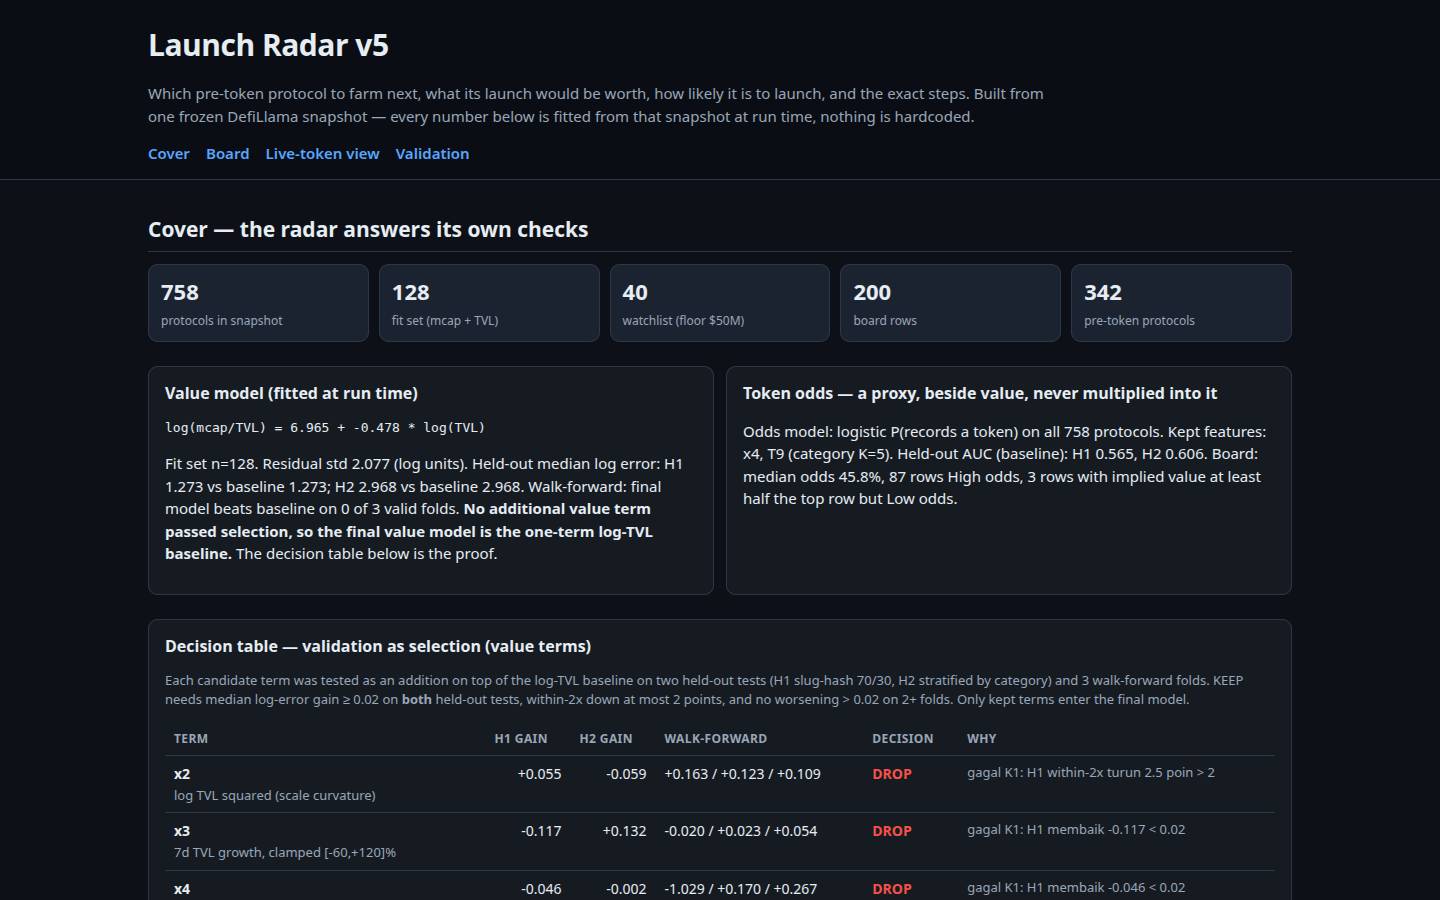 Launch Radar v5
Which pre-token protocol to farm next, what its launch would be worth, how likely it is to launch, and the exact steps. Built from
one frozen DefiLlama snapshot — every number below is fitted from that snapshot at run time, nothing is hardcoded.
Cover Board Live-token view Validation
Cover — the radar answers its own checks
758
protocols in snapshot
128
fit set (mcap + TVL)
40
watchlist (floor $50M)
200
board rows
342
pre-token protocols
Value model (fitted at run time)
log(mcap/TVL) = 6.965 + -0.478 * log(TVL)
Fit set n=128. Residual std 2.077 (log units). Held-out median log error: H1
1.273 vs baseline 1.273; H2 2.968 vs baseline 2.968. Walk-forward: final
model beats baseline on 0 of 3 valid folds. No additional value term
passed selection, so the final value model is the one-term log-TVL
baseline. The decision table below is the proof.
Token odds — a proxy, beside value, never multiplied into it
Odds model: logistic P(records a token) on all 758 protocols. Kept features:
x4, T9 (category K=5). Held-out AUC (baseline): H1 0.565, H2 0.606. Board:
median odds 45.8%, 87 rows High odds, 3 rows with implied value at least
half the top row but Low odds.
Decision table — validation as selection (value terms)
Each candidate term was tested as an addition on top of the log-TVL baseline on two held-out tests (H1 slug-hash 70/30, H2 stratified by category) and 3 walk-forward folds. KEEP
needs median log-error gain ≥ 0.02 on both held-out tests, within-2x down at most 2 points, and no worsening > 0.02 on 2+ folds. Only kept terms enter the final model.
TERM H1 GAIN H2 GAIN WALK-FORWARD DECISION WHY
x2 +0.055 -0.059 +0.163 / +0.123 / +0.109 DROP gagal K1: H1 within-2x turun 2.5 poin > 2
log TVL squared (scale curvature)
x3 -0.117 +0.132 -0.020 / +0.023 / +0.054 DROP gagal K1: H1 membaik -0.117 < 0.02
7d TVL growth, clamped [-60,+120]%
x4 -0.046 -0.002 -1.029 / +0.170 / +0.267 DROP gagal K1: H1 membaik -0.046 < 0.02